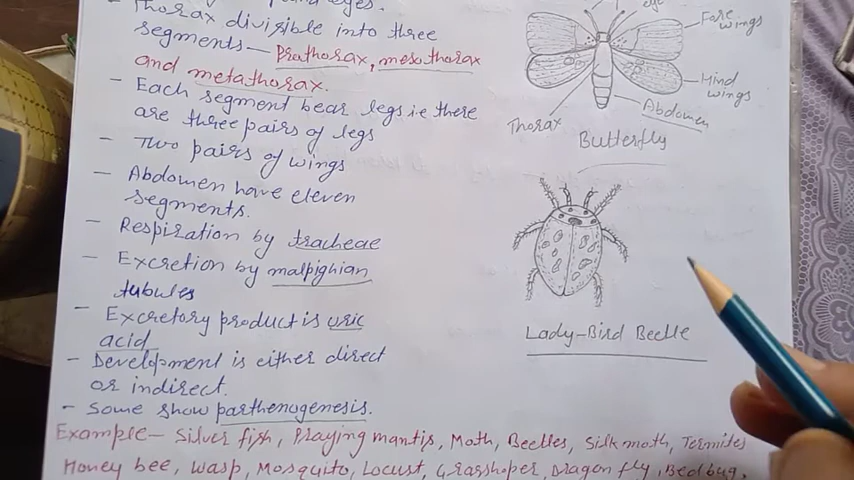 eyes.
- Thorax divisible into three
segments— Prothorax, mesothorax
and metathorax.
- Each segment bear legs i.e there
are three pairs of legs
- Two pairs of wings
- Abdomen have eleven
segments.
- Respiration by tracheae
- Excretion by malpighian
tubules
- Excretory product is uric
acid
- Development is either direct
or indirect.
- Some show parthenogenesis.
Example— Silver fish, Praying mantis, Moth, Beetles, Silk moth, Termites
Honey bee, Wasp, Mosquito, Locust, Grasshoper, Dragon fly, Bed bug,
eye
Fore wings
Hind wings
Abdomen
Thorax
Butterfly
Lady-Bird Beetle